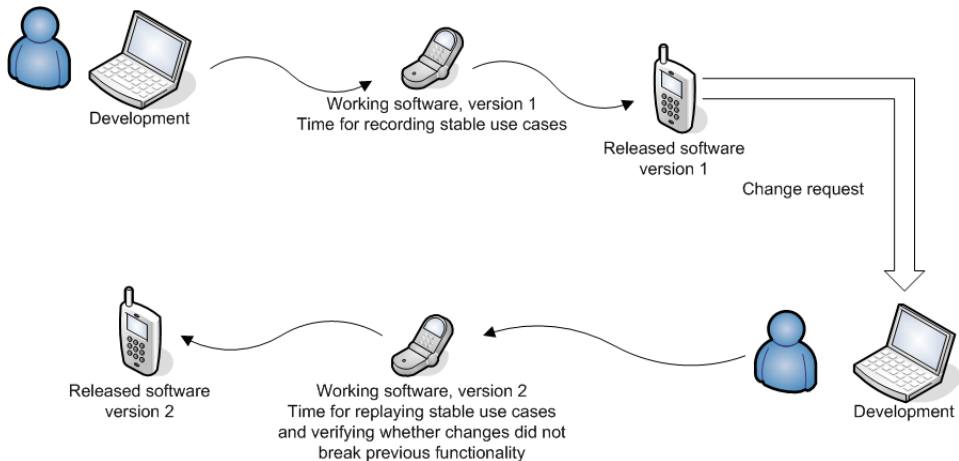 Development
Working software, version 1
Time for recording stable use cases
Released software
version 1
Change request
Released software
version 2
Working software, version 2
Time for replaying stable use cases
and verifying whether changes did not
break previous functionality
Development